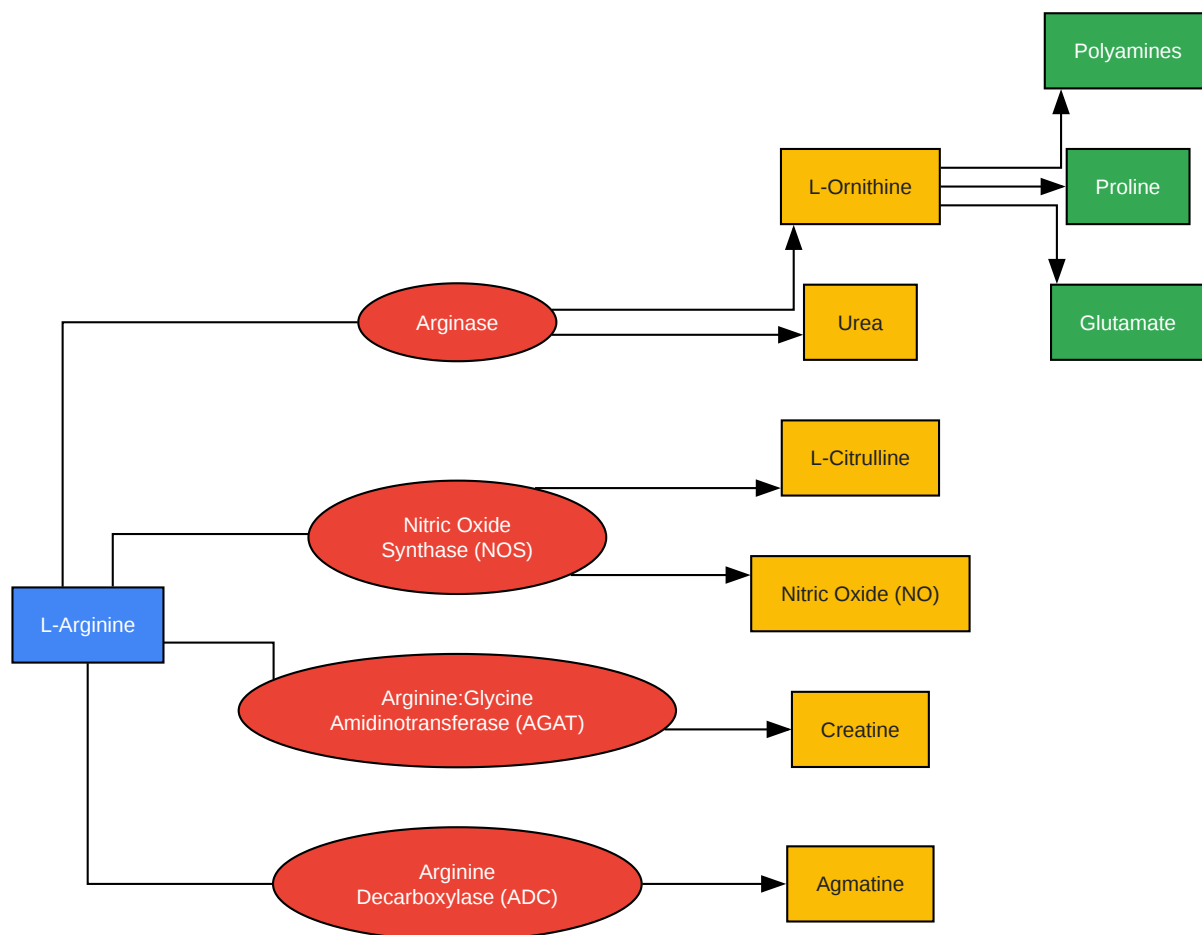 Polyamines
L-Ornithine
Proline
Arginase
Urea
Glutamate
L-Citrulline
Nitric Oxide
Synthase (NOS)
Nitric Oxide (NO)
L-Arginine
Arginine:Glycine
Amidinotransferase (AGAT)
Creatine
Arginine
Decarboxylase (ADC)
Agmatine